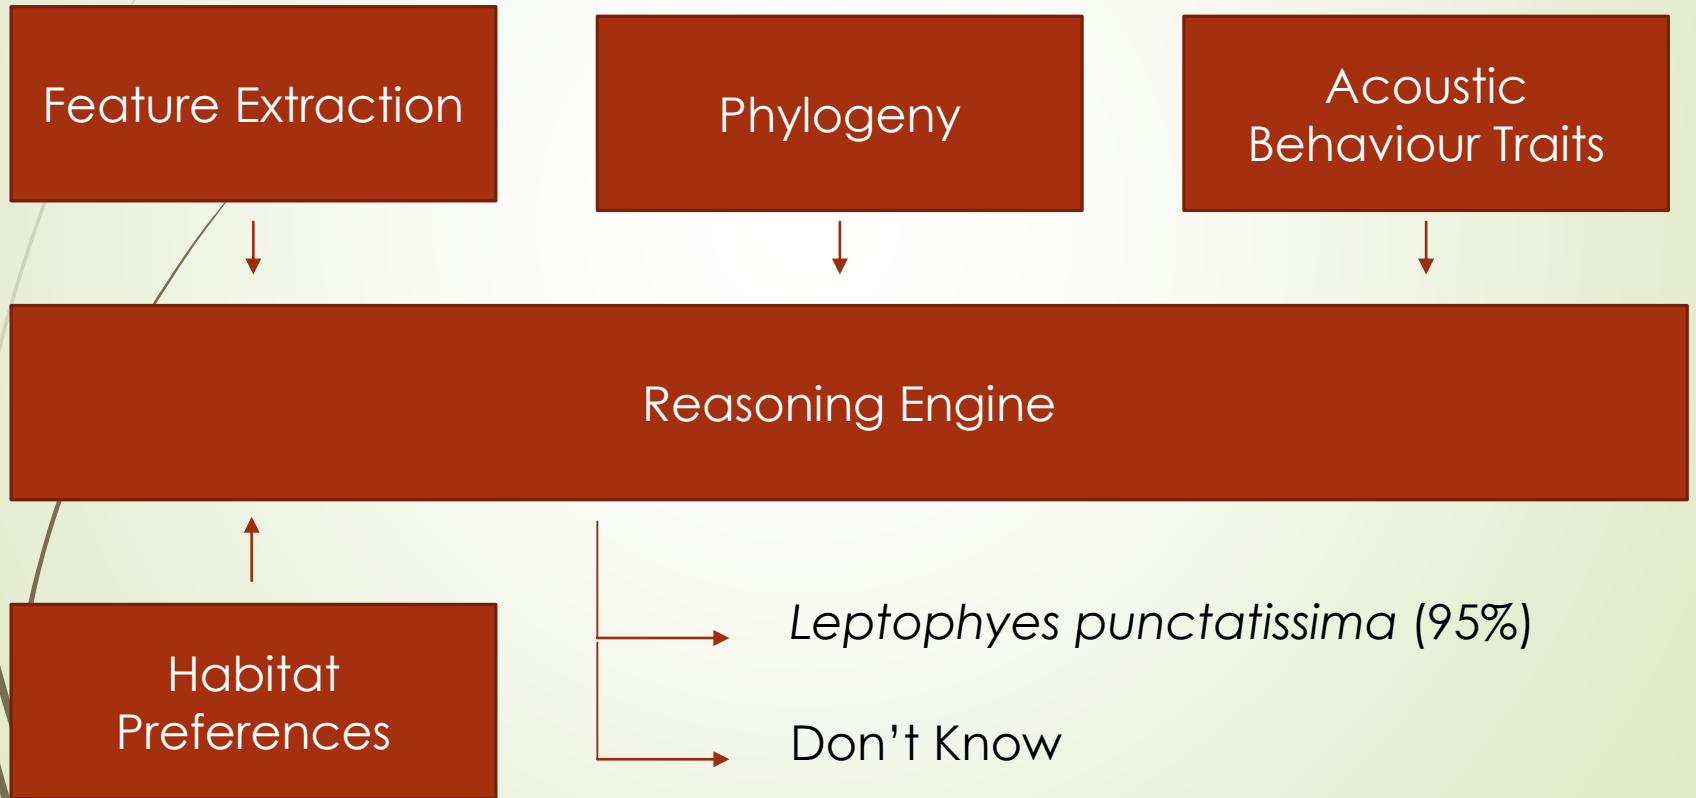 Feature Extraction
Phylogeny
Acoustic
Behaviour Traits
Reasoning Engine
Habitat
Preferences
Leptophyes punctatissima (95%)
Don’t Know